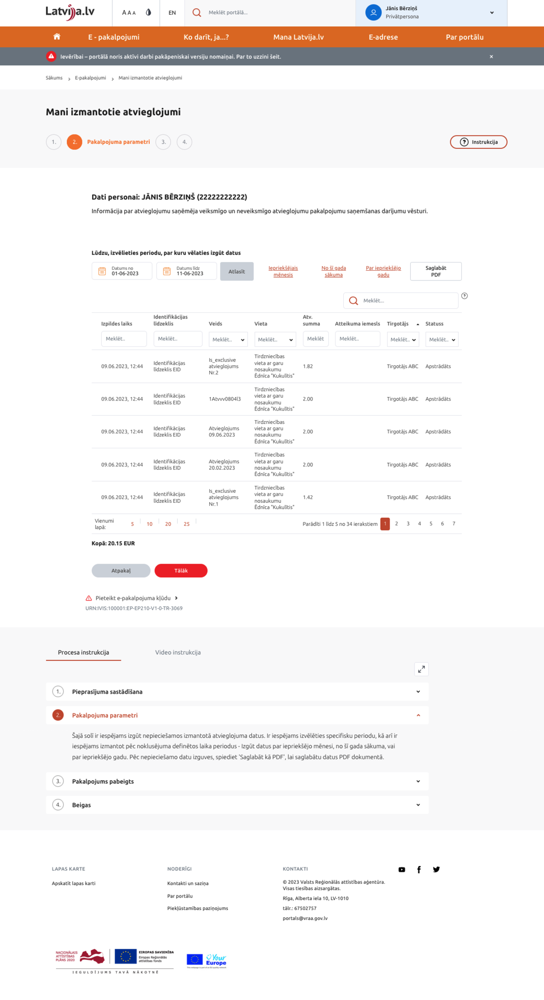 Latvija.lv
A A A
EN
Meklēt portālā...
Jānis Bērziņš
Privātpersona
E - pakalpojumi
Ko darīt, ja...?
Mana Latvija.lv
E-adrese
Par portālu
Ievērībai – portālā noris aktīvi darbi pakāpeniskai versiju nomaiņai. Par to uzzini šeit.
×
Sākums > E-pakalpojumi > Mani izmantotie atvieglojumi
Mani izmantotie atvieglojumi
1.
2.
Pakalpojuma parametri
3.
4.
? Instrukcija
Dati personai: JĀNIS BĒRZIŅŠ (22222222222)
Informācija par atvieglojumu saņēmēja veiksmīgo un neveiksmīgo atvieglojumu pakalpojumu saņemšanas darījumu vēsturi.
Lūdzu, izvēlieties periodu, par kuru vēlaties izgūt datus
Datums no
01-06-2023
Datums līdz
11-06-2023
Atlasīt
Iepriekšējais
mēnesis
No šī gada
sākuma
Par iepriekšējo
gadu
Saglabāt
PDF
Meklēt...
?
Izpildes laiks
Identifikācijas
līdzeklis
Veids
Vieta
Atv.
summa
Atteikuma iemesls
Tirgotājs
Statuss
Meklēt..
Meklēt..
Meklēt..
Meklēt..
Meklēt
Meklēt..
Meklēt..
Meklēt..
09.06.2023, 12:44
Identifikācijas
līdzeklis EID
Is_exclusive
atvieglojums
Nr.2
Tirdzniecības
vieta ar garu
nosaukumu
Ēdnīca "Kukulītis"
1.82
Tirgotājs ABC
Apstrādāts
09.06.2023, 12:44
Identifikācijas
līdzeklis EID
1Atvvv0804l3
Tirdzniecības
vieta ar garu
nosaukumu
Ēdnīca "Kukulītis"
2.00
Tirgotājs ABC
Apstrādāts
09.06.2023, 12:44
Identifikācijas
līdzeklis EID
Atvieglojums
09.06.2023
Tirdzniecības
vieta ar garu
nosaukumu
Ēdnīca "Kukulītis"
2.00
Tirgotājs ABC
Apstrādāts
09.06.2023, 12:44
Identifikācijas
līdzeklis EID
Atvieglojums
20.02.2023
Tirdzniecības
vieta ar garu
nosaukumu
Ēdnīca "Kukulītis"
2.00
Tirgotājs ABC
Apstrādāts
09.06.2023, 12:44
Identifikācijas
līdzeklis EID
Is_exclusive
atvieglojums
Nr.1
Tirdzniecības
vieta ar garu
nosaukumu
Ēdnīca "Kukulītis"
1.42
Tirgotājs ABC
Apstrādāts
Vienumi
lapā:
5 | 10 | 20 | 25 |
Parādīti 1 līdz 5 no 34 ierakstiem
1 2 3 4 5 6 7
Kopā: 20.15 EUR
Atpakaļ
Tālāk
Pieteikt e-pakalpojuma kļūdu >
URN:IVIS:100001:EP-EP210-V1-0-TR-3069
Procesa instrukcija
Video instrukcija
1. Pieprasījuma sastādīšana
2. Pakalpojuma parametri
Šajā solī ir iespējams izgūt nepieciešamos izmantotā atvieglojuma datus. Ir iespējams izvēlēties specifisku periodu, kā arī ir
iespējams izmantot pēc noklusējuma definētos laika periodus - Izgūt datus par iepriekšējo mēnesi, no šī gada sākuma, vai
par iepriekšējo gadu. Pēc nepieciešamo datu izguves, spiediet 'Saglabāt kā PDF', lai saglabātu datus PDF dokumentā.
3. Pakalpojums pabeigts
4. Beigas
LAPAS KARTE
Apskatīt lapas karti
NODERĪGI
Kontakti un saziņa
Par portālu
Piekļūstamības paziņojums
KONTAKTI
© 2023 Valsts Reģionālās attīstības aģentūra.
Visas tiesības aizsargātas.
Rīga, Alberta iela 10, LV-1010
tālr.: 67502757
portals@vraa.gov.lv
NACIONĀLAIS
ATTĪSTĪBAS
PLĀNS 2020
EIROPAS SAVIENĪBA
Eiropas Reģionālās
attīstības fonds
IEGULDĪJUMS TAVĀ NĀKOTNĒ
Your
Europe
This webpage is part of an EU quality network